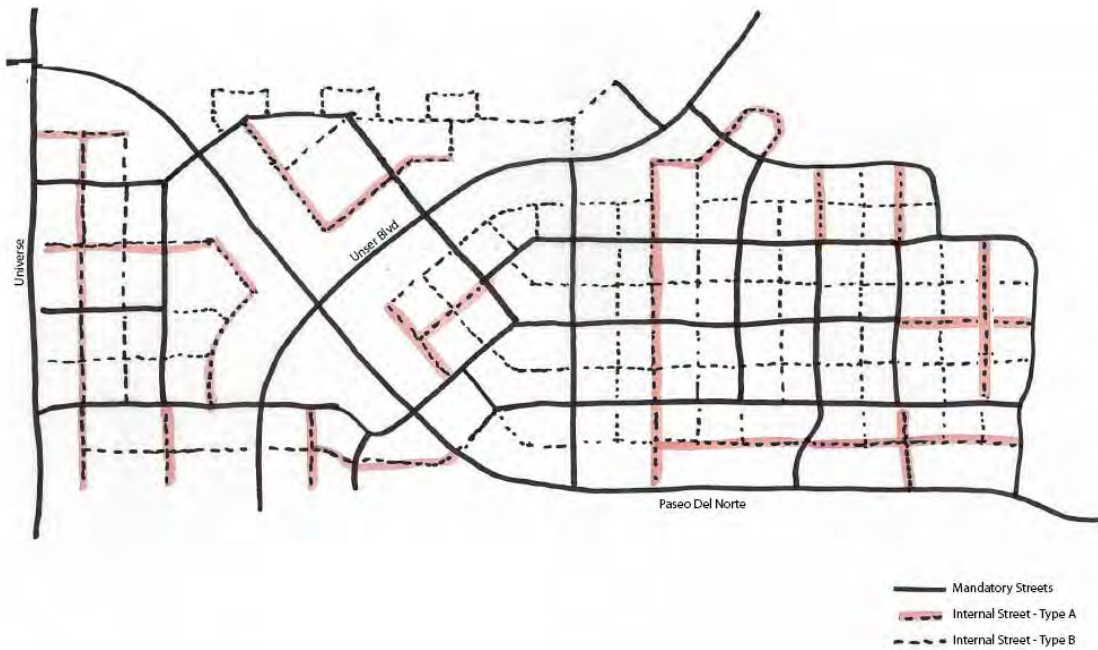 Universe
Unser Blvd
Paseo Del Norte
Mandatory Streets
Internal Street - Type A
Internal Street - Type B